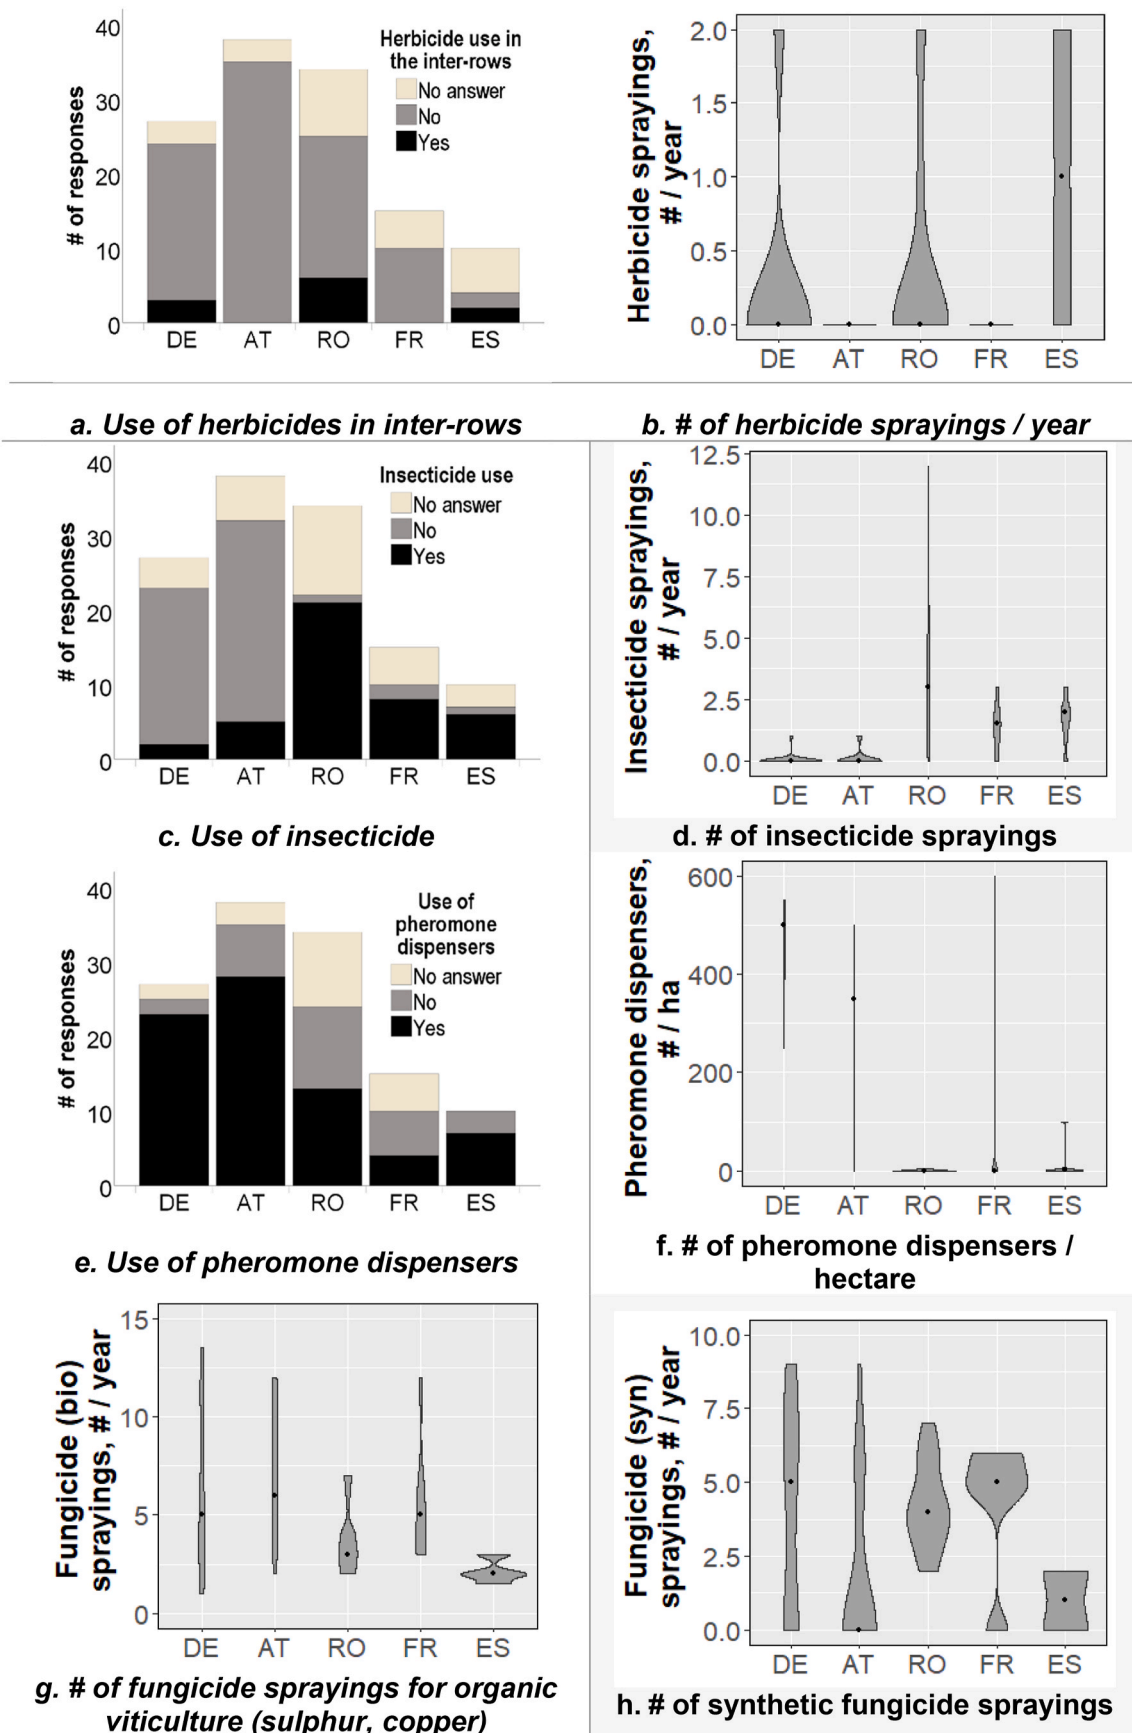 40
30
20
10
0
# of responses
Herbicide use in
the inter-rows
No answer
No
Yes
DE AT RO FR ES
2.0
1.5
1.0
0.5
0.0
Herbicide sprayings,
# / year
DE AT RO FR ES
a. Use of herbicides in inter-rows
b. # of herbicide sprayings / year
40
30
20
10
0
# of responses
Insecticide use
No answer
No
Yes
DE AT RO FR ES
c. Use of insecticide
12.5
10.0
7.5
5.0
2.5
0.0
Insecticide sprayings,
# / year
DE AT RO FR ES
d. # of insecticide sprayings
40
30
20
10
0
# of responses
Use of
pheromone
dispensers
No answer
No
Yes
DE AT RO FR ES
e. Use of pheromone dispensers
600
400
200
0
Pheromone dispensers,
# / ha
DE AT RO FR ES
f. # of pheromone dispensers /
hectare
15
10
5
0
Fungicide (bio)
sprayings, # / year
DE AT RO FR ES
g. # of fungicide sprayings for organic
viticulture (sulphur, copper)
10.0
7.5
5.0
2.5
0.0
Fungicide (syn)
sprayings, # / year
DE AT RO FR ES
h. # of synthetic fungicide sprayings